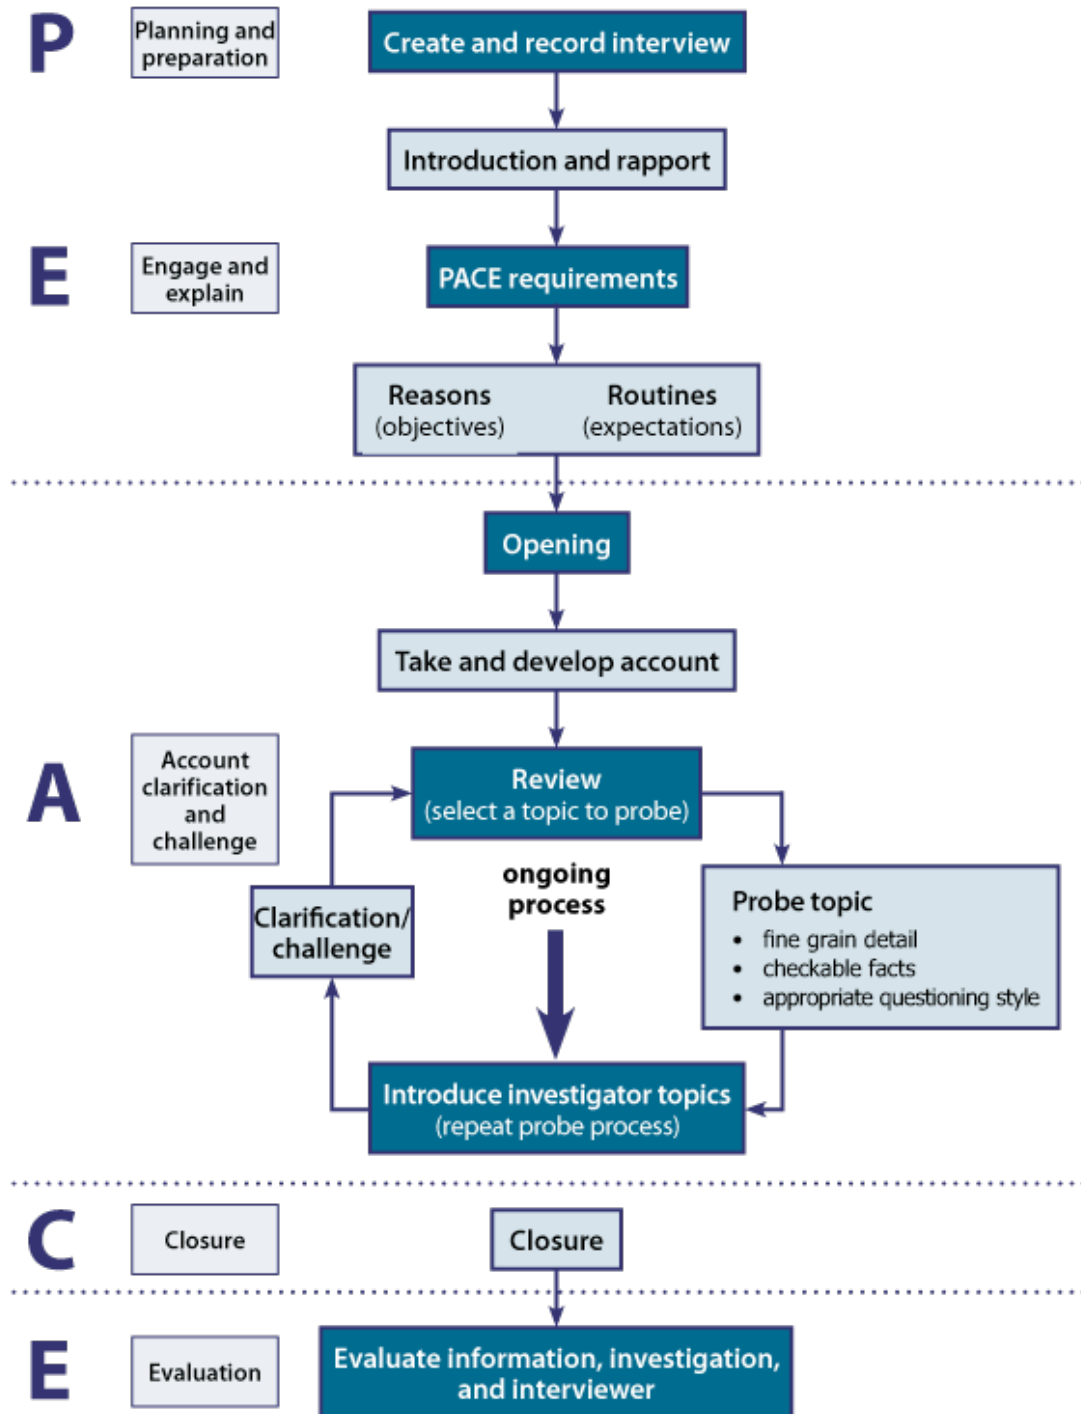 P
Planning and
preparation
Create and record interview
Introduction and rapport
E
Engage and
explain
PACE requirements
Reasons
(objectives)
Routines
(expectations)
Opening
Take and develop account
A
Account
clarification
and
challenge
Review
(select a topic to probe)
ongoing
process
Clarification/
challenge
Probe topic
• fine grain detail
• checkable facts
• appropriate questioning style
Introduce investigator topics
(repeat probe process)
C
Closure
Closure
E
Evaluation
Evaluate information, investigation,
and interviewer